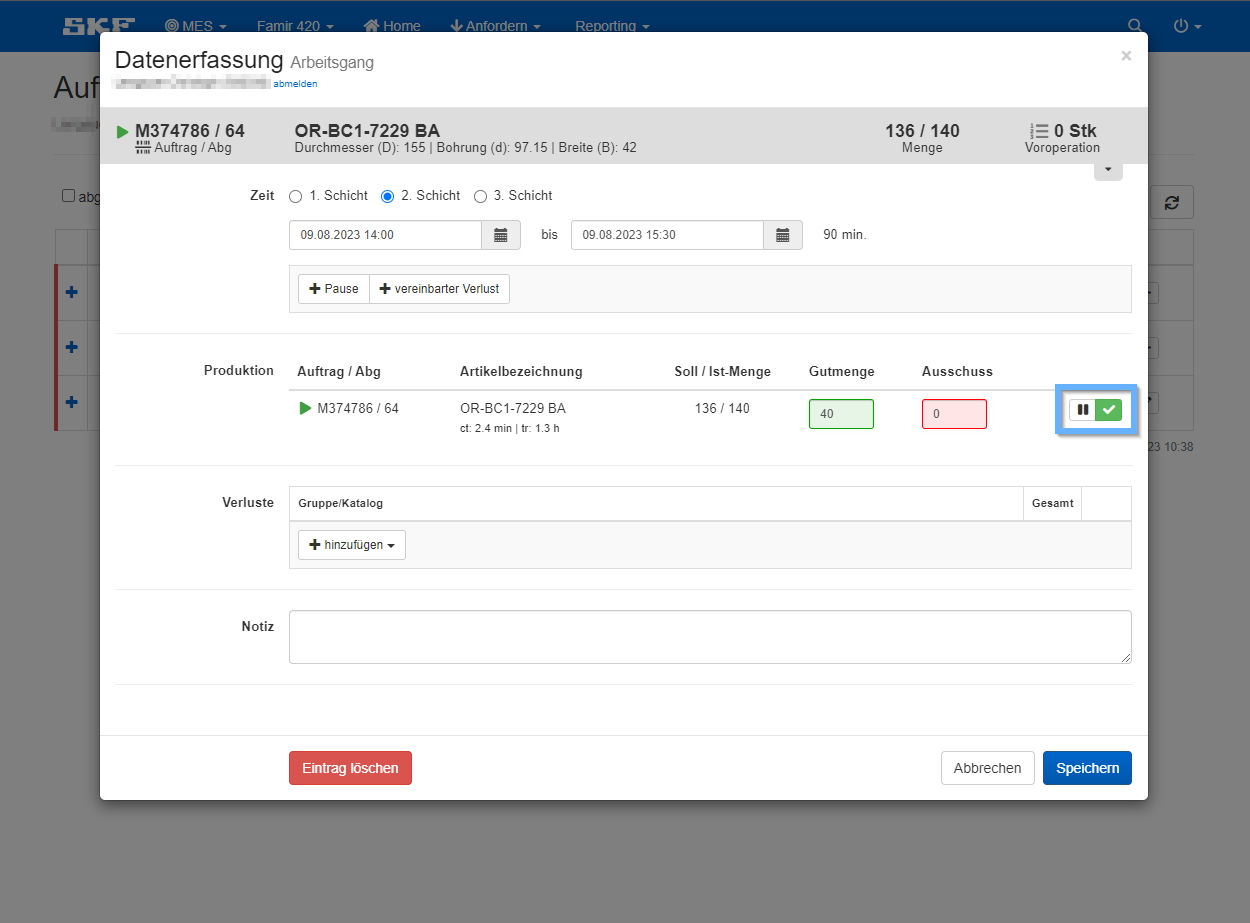 SKF MES Famir 420 Home Anfordern Reporting
Datenerfassung Arbeitsgang
×
abmelden
Auf
M374786 / 64 OR-BC1-7229 BA 136 / 140 0 Stk
Auftrag / Abg Durchmesser (D): 155 | Bohrung (d): 97.15 | Breite (B): 42 Menge Voroperation
abg
Zeit 1. Schicht 2. Schicht 3. Schicht
09.08.2023 14:00 bis 09.08.2023 15:30 90 min.
Pause vereinbarter Verlust
Produktion Auftrag / Abg Artikelbezeichnung Soll / Ist-Menge Gutmenge Ausschuss
M374786 / 64 OR-BC1-7229 BA 136 / 140 40 0
ct: 2.4 min | tr: 1.3 h
23 10:38
Verluste Gruppe/Katalog Gesamt
hinzufügen
Notiz
Eintrag löschen Abbrechen Speichern